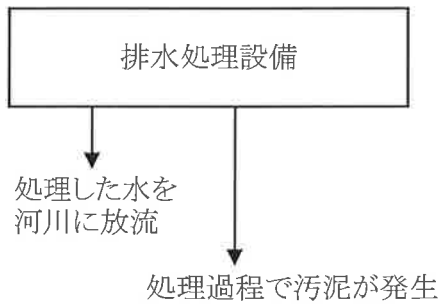 排水処理設備
処理した水を
河川に放流
処理過程で汚泥が発生